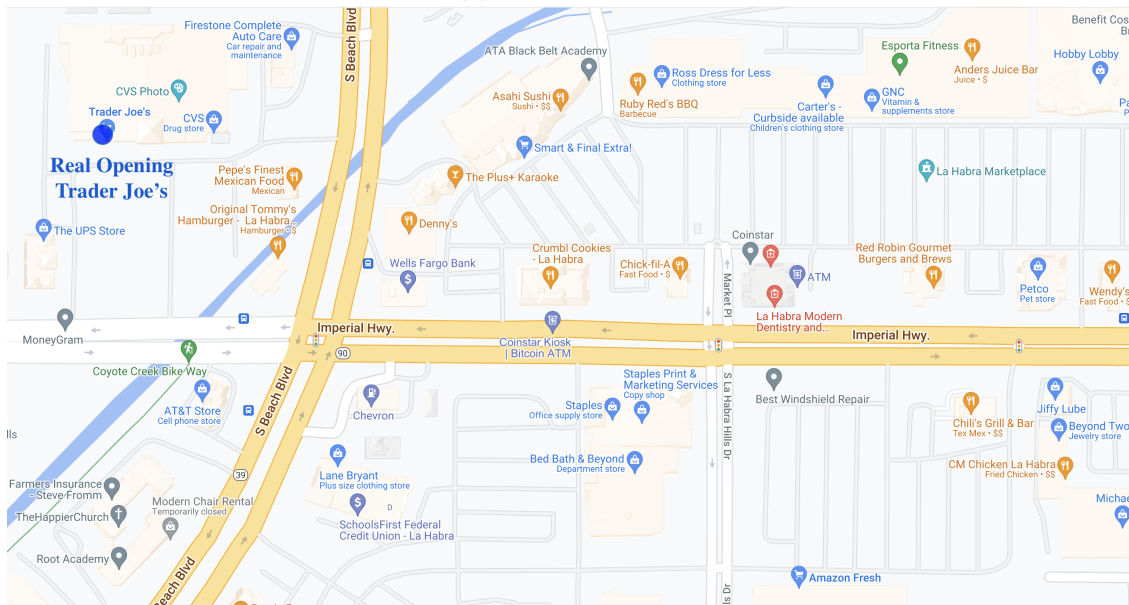 Firestone Complete
Auto Care
Car repair and
maintenance
S Beach Blvd
ATA Black Belt Academy
Ross Dress for Less
Clothing store
Esporta Fitness
Anders Juice Bar
Juice • $
Benefit Cos
Hobby Lobby
CVS Photo
Trader Joe's
CVS
Drug store
Asahi Sushi
Sushi • $$
Ruby Red's BBQ
Barbecue
Carter's -
Curbside available
Children's clothing store
GNC
Vitamin &
supplements store
Real Opening
Trader Joe's
Smart & Final Extra!
Pepe's Finest
Mexican Food
Mexican
The Plus+ Karaoke
La Habra Marketplace
Original Tommy's
Hamburger - La Habra...
Hamburger • $
The UPS Store
Denny's
Wells Fargo Bank
Crumbl Cookies
- La Habra
Chick-fil-A
Fast Food • $
Coinstar
ATM
Red Robin Gourmet
Burgers and Brews
Petco
Pet store
Wendy's
Fast Food • $
Market Pl
La Habra Modern
Dentistry and...
MoneyGram
Imperial Hwy.
Imperial Hwy.
Coinstar Kiosk
| Bitcoin ATM
90
Coyote Creek Bike Way
AT&T Store
Cell phone store
S Beach Blvd
Chevron
Staples Print &
Marketing Services
Copy shop
Staples
Office supply store
S La Habra Hills Dr
Best Windshield Repair
Chili's Grill & Bar
Tex Mex • $$
Jiffy Lube
Beyond Two
Jewelry store
lls
39
Lane Bryant
Plus size clothing store
Bed Bath & Beyond
Department store
CM Chicken La Habra
Fried Chicken • $$
Farmers Insurance
- Steve Fromm
TheHappierChurch
Modern Chair Rental
Temporarily closed
D
SchoolsFirst Federal
Credit Union - La Habra
Michae
Root Academy
Beach Blvd
Amazon Fresh